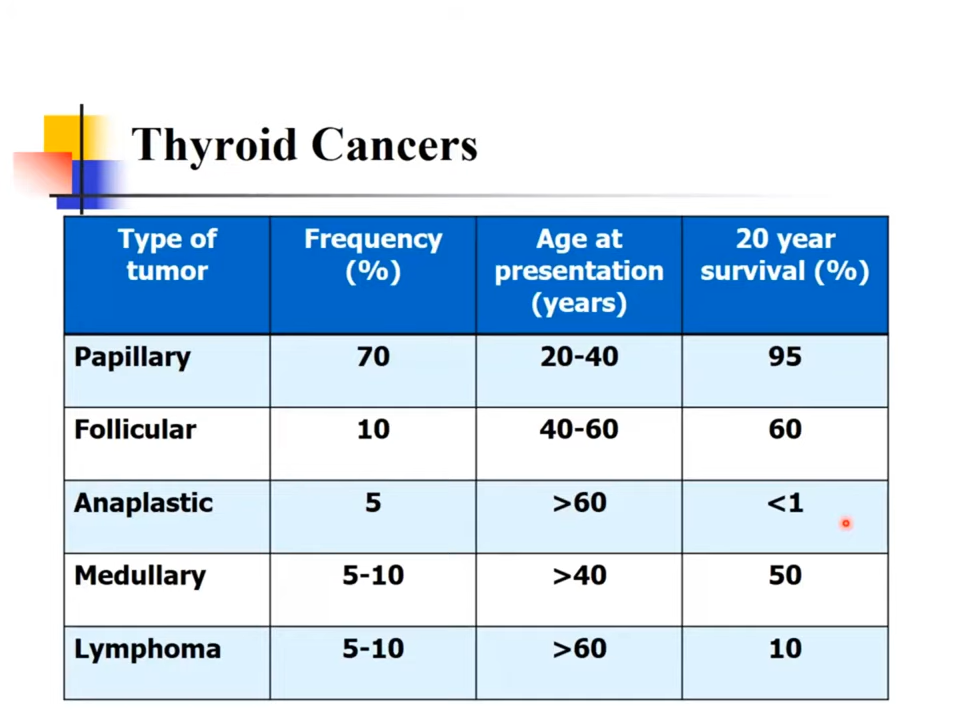 Thyroid Cancers
Type of tumor Frequency (%) Age at presentation (years) 20 year survival (%)
Papillary 70 20-40 95
Follicular 10 40-60 60
Anaplastic 5 >60 <1
Medullary 5-10 >40 50
Lymphoma 5-10 >60 10